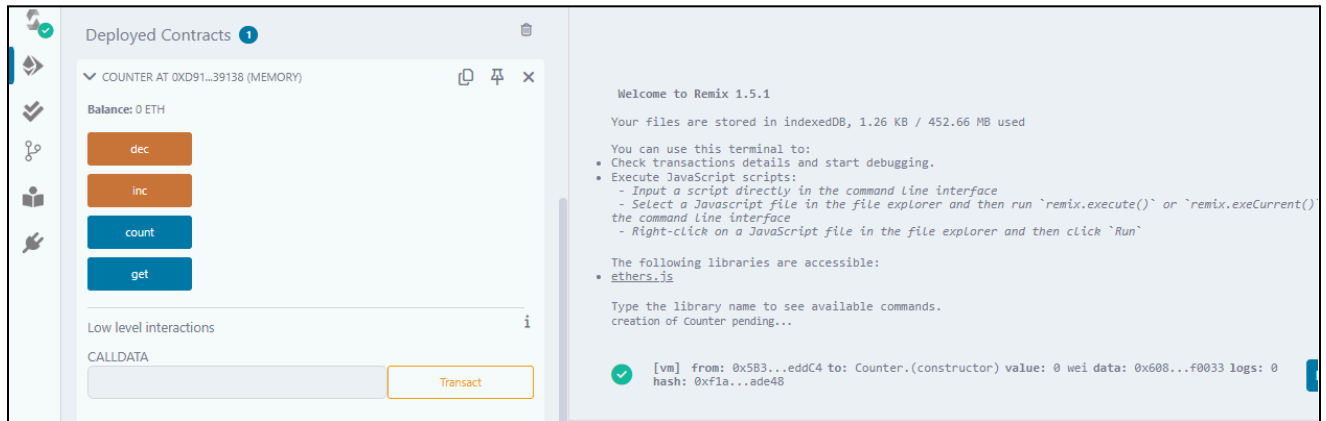 Deployed Contracts 1
COUNTER AT 0XD91...39138 (MEMORY)
Balance: 0 ETH
dec
inc
count
get
Low level interactions
i
CALLDATA
Transact
Welcome to Remix 1.5.1
Your files are stored in indexedDB, 1.26 KB / 452.66 MB used
You can use this terminal to:
• Check transactions details and start debugging.
• Execute JavaScript scripts:
- Input a script directly in the command line interface
- Select a Javascript file in the file explorer and then run `remix.execute()` or `remix.exeCurrent()`
the command line interface
- Right-click on a JavaScript file in the file explorer and then click `Run`
The following libraries are accessible:
• ethers.js
Type the library name to see available commands.
creation of Counter pending...
[vm] from: 0x5B3...eddC4 to: Counter.(constructor) value: 0 wei data: 0x608...f0033 logs: 0
hash: 0xf1a...ade48